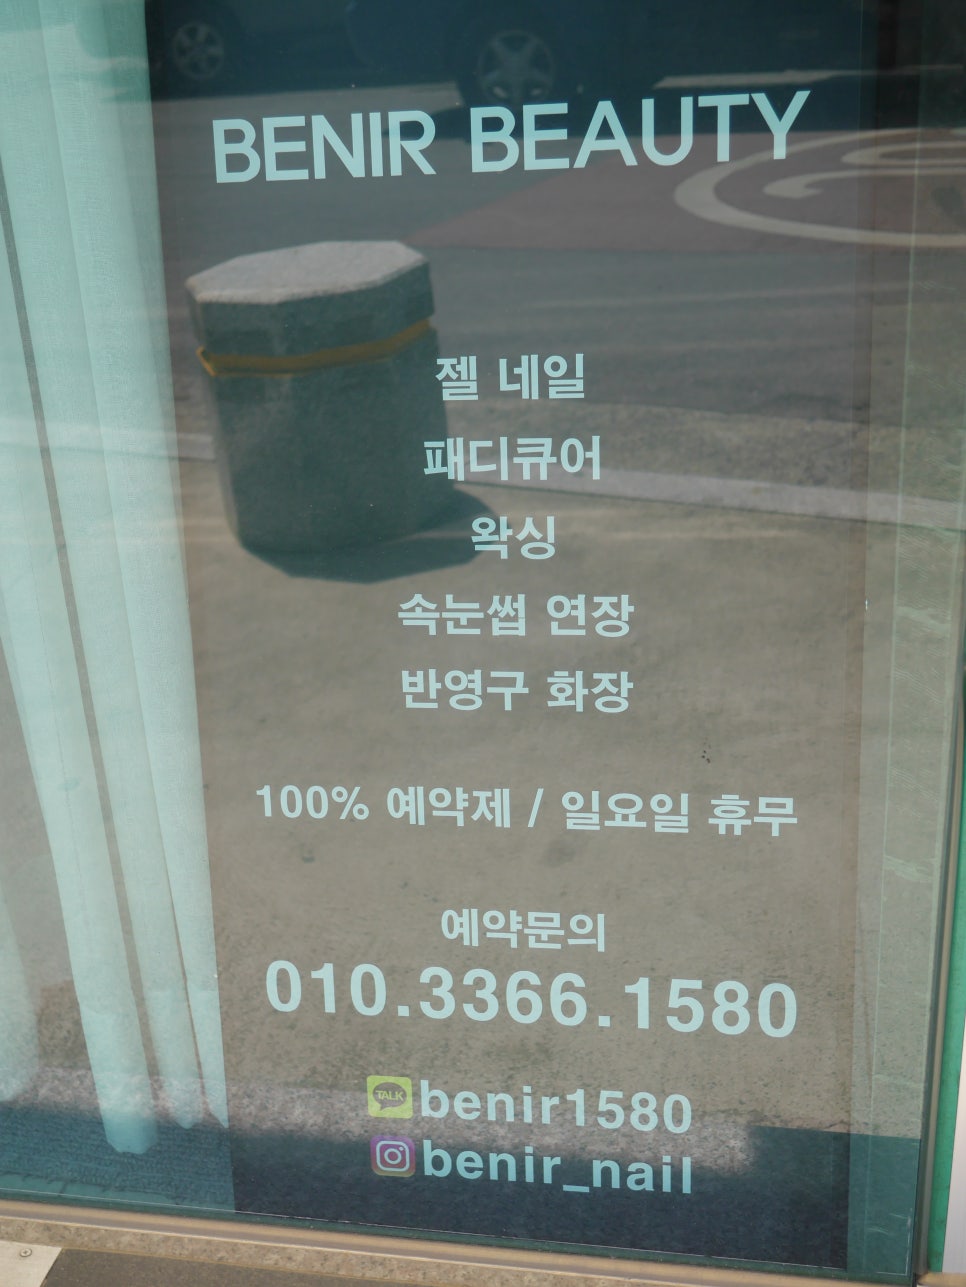 BENIR BEAUTY
젤 네일
패디큐어
왁싱
속눈썹 연장
반영구 화장
100% 예약제 / 일요일 휴무
예약문의
010.3366.1580
TALK benir1580
benir_nail